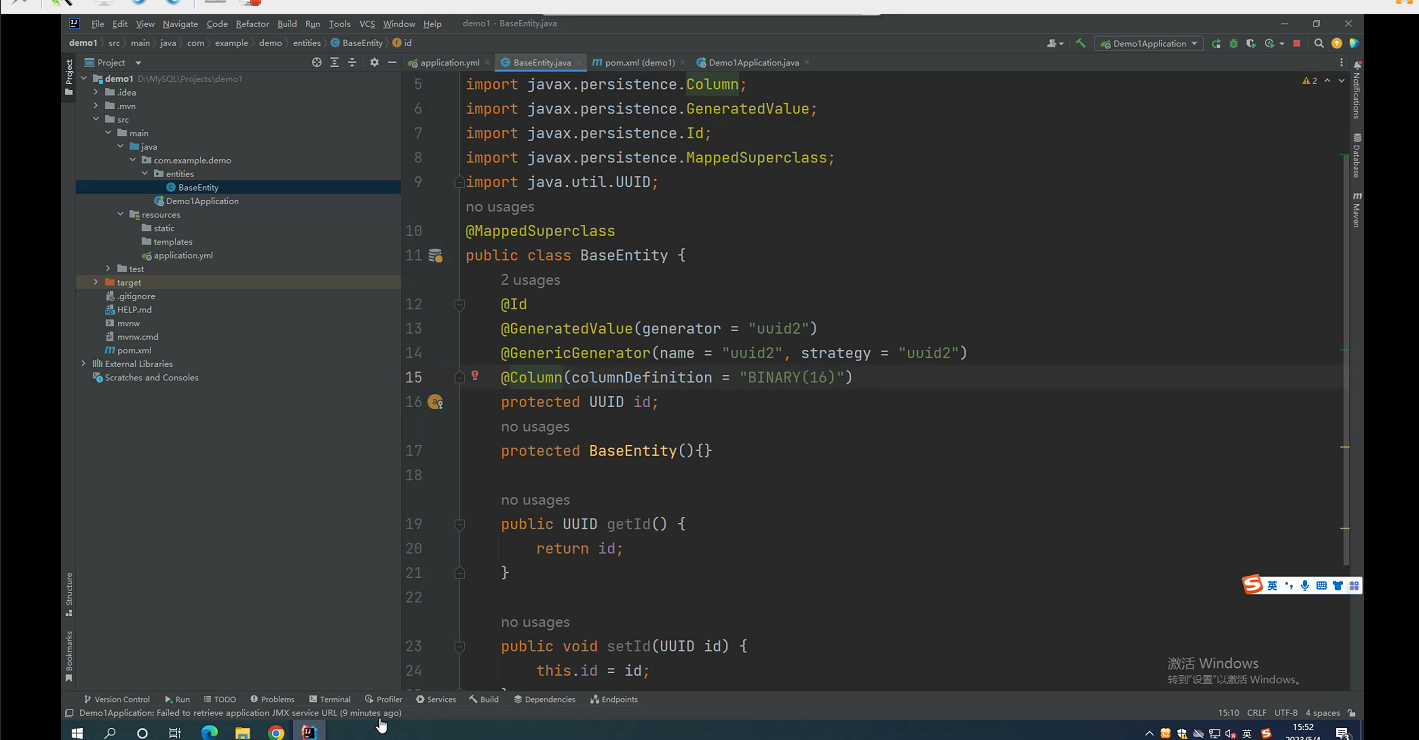 File Edit View Navigate Code Refactor Build Run Tools VCS Window Help demo1 - BaseEntity.java
demo1 src main java com example demo entities BaseEntity id
Demo1Application
Project
application.yml BaseEntity.java pom.xml (demo1) Demo1Application.java
Project
demo1 D:\MySQL\Projects\demo1
.idea
.mvn
src
main
java
com.example.demo
entities
BaseEntity
Demo1Application
resources
static
templates
application.yml
test
target
.gitignore
HELP.md
mvnw
mvnw.cmd
pom.xml
External Libraries
Scratches and Consoles
Structure
Bookmarks
2
5 import javax.persistence.Column;
6 import javax.persistence.GeneratedValue;
7 import javax.persistence.Id;
8 import javax.persistence.MappedSuperclass;
9 import java.util.UUID;
no usages
10 @MappedSuperclass
11 public class BaseEntity {
2 usages
12 @Id
13 @GeneratedValue(generator = "uuid2")
14 @GenericGenerator(name = "uuid2", strategy = "uuid2")
15 @Column(columnDefinition = "BINARY(16)")
16 protected UUID id;
no usages
17 protected BaseEntity(){}
18
no usages
19 public UUID getId() {
20 return id;
21 }
22
no usages
23 public void setId(UUID id) {
24 this.id = id;
Notifications
Database
Maven
英
激活 Windows
转到"设置"以激活 Windows。
Version Control Run TODO Problems Terminal Profiler Services Build Dependencies Endpoints
Demo1Application: Failed to retrieve application JMX service URL (9 minutes ago)
15:10 CRLF UTF-8 4 spaces
英
15:52
2023/5/4